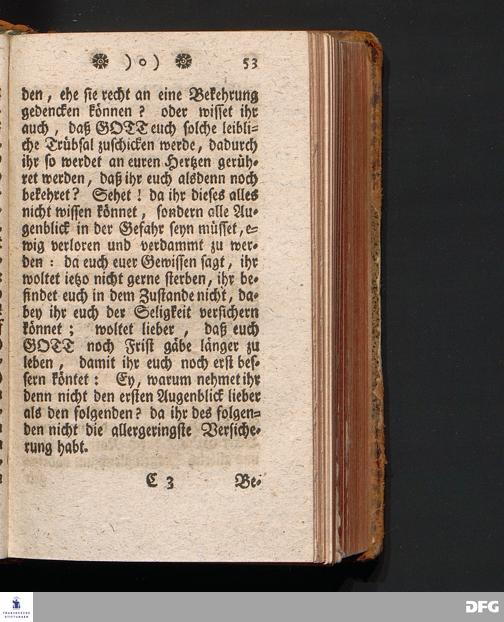 ❁ ) o ( ❁ 53
den, ehe sie recht an eine Bekehrung
gedencken können? oder wisset ihr
auch, daß GOTT euch solche leibli-
che Trübsal zuschicken werde, dadurch
ihr so werdet an euren Hertzen gerüh-
ret werden, daß ihr euch alsdenn noch
bekehret? Sehet! da ihr dieses alles
nicht wissen könnet, sondern alle Au-
genblick in der Gefahr seyn müsset, e-
wig verloren und verdammt zu wer-
den: da euch euer Gewissen sagt, ihr
woltet ietzo nicht gerne sterben, ihr be-
findet euch in dem Zustande nicht, da-
bey ihr euch der Seligkeit versichern
könnet; woltet lieber, daß euch
GOTT noch Frist gäbe länger zu
leben, damit ihr euch noch erst bes-
sern köntet: Ey, warum nehmet ihr
denn nicht den ersten Augenblick lieber
als den folgenden? da ihr des folgen-
den nicht die allergeringste Versiche-
rung habt.
C 3 Be-
FRANCKESCHE
STIFTUNGEN
DFG